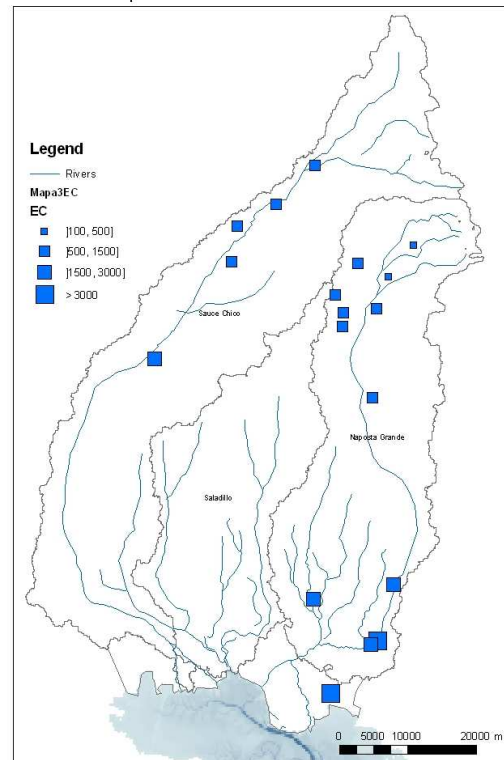 Legend
Rivers
Mapa3EC
EC
]100, 500]
]500, 1500]
]1500, 3000]
> 3000
Sauce Chico
Naposta Grande
Saladillo
0 5000 10000 20000 m